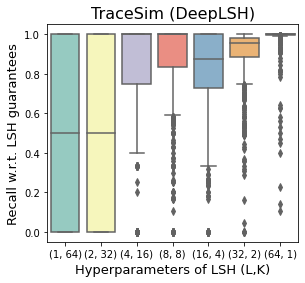 TraceSim (DeepLSH)
Recall w.r.t. LSH guarantees
1.0
0.8
0.6
0.4
0.2
0.0
(1, 64) (2, 32) (4, 16) (8, 8) (16, 4) (32, 2) (64, 1)
Hyperparameters of LSH (L,K)